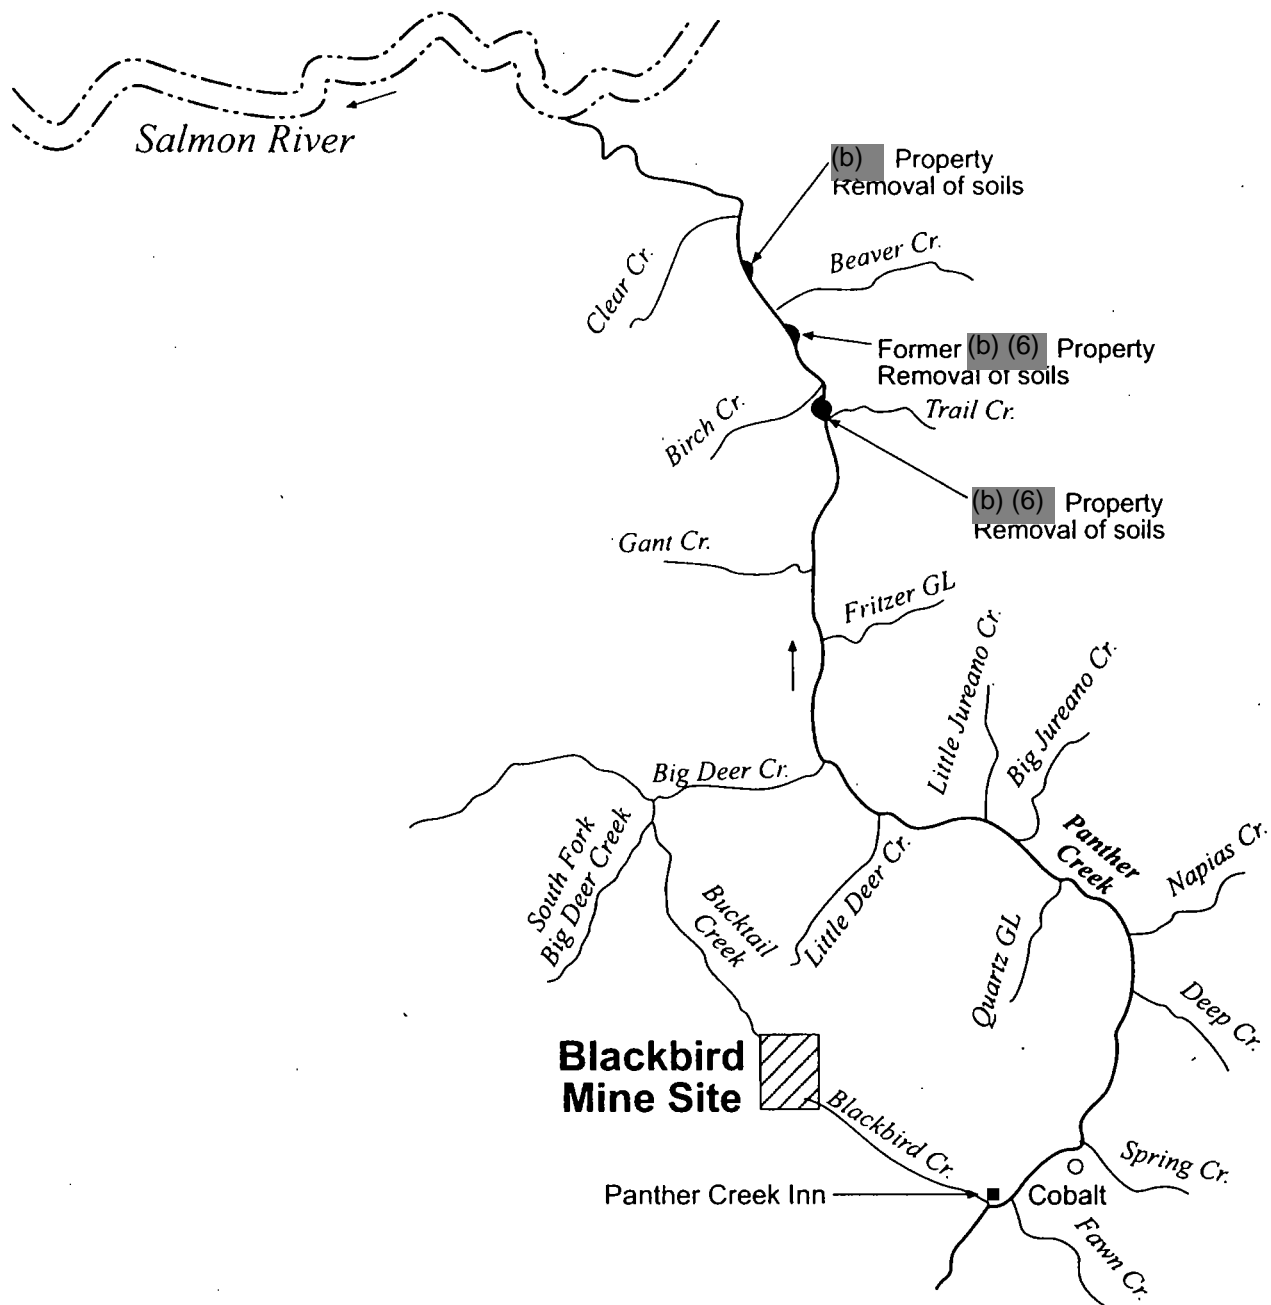 Salmon River
(b) Property
Removal of soils
Beaver Cr.
Clear Cr.
Former (b) (6) Property
Removal of soils
Trail Cr.
Birch Cr.
(b) (6) Property
Removal of soils
Gant Cr.
Fritzer GL
Little Jureano Cr.
Big Jureano Cr.
Big Deer Cr.
South Fork
Big Deer Creek
Bucktail
Creek
Little Deer Cr.
Panther
Creek
Napias Cr.
Quartz GL
Deep Cr.
Blackbird
Mine Site
Blackbird Cr.
Spring Cr.
Panther Creek Inn
Cobalt
Fawn Cr.